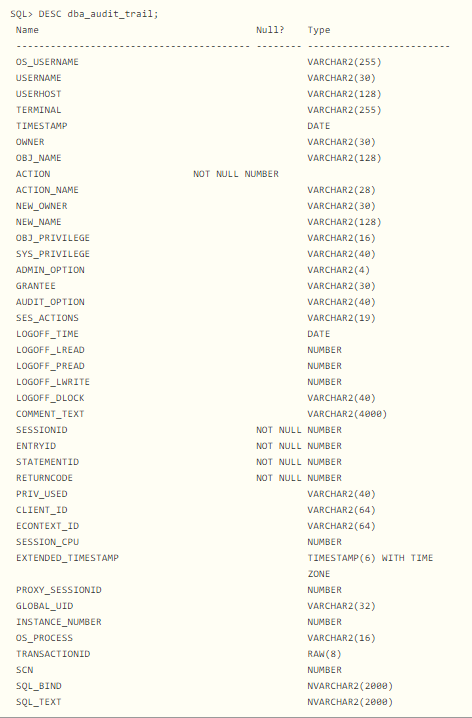 SQL> DESC dba_audit_trail;
Name Null? Type
----------------------------------------- -------- -------------------------
OS_USERNAME VARCHAR2(255)
USERNAME VARCHAR2(30)
USERHOST VARCHAR2(128)
TERMINAL VARCHAR2(255)
TIMESTAMP DATE
OWNER VARCHAR2(30)
OBJ_NAME VARCHAR2(128)
ACTION NOT NULL NUMBER
ACTION_NAME VARCHAR2(28)
NEW_OWNER VARCHAR2(30)
NEW_NAME VARCHAR2(128)
OBJ_PRIVILEGE VARCHAR2(16)
SYS_PRIVILEGE VARCHAR2(40)
ADMIN_OPTION VARCHAR2(4)
GRANTEE VARCHAR2(30)
AUDIT_OPTION VARCHAR2(40)
SES_ACTIONS VARCHAR2(19)
LOGOFF_TIME DATE
LOGOFF_LREAD NUMBER
LOGOFF_PREAD NUMBER
LOGOFF_LWRITE NUMBER
LOGOFF_DLOCK VARCHAR2(40)
COMMENT_TEXT VARCHAR2(4000)
SESSIONID NOT NULL NUMBER
ENTRYID NOT NULL NUMBER
STATEMENTID NOT NULL NUMBER
RETURNCODE NOT NULL NUMBER
PRIV_USED VARCHAR2(40)
CLIENT_ID VARCHAR2(64)
ECONTEXT_ID VARCHAR2(64)
SESSION_CPU NUMBER
EXTENDED_TIMESTAMP TIMESTAMP(6) WITH TIME
ZONE
PROXY_SESSIONID NUMBER
GLOBAL_UID VARCHAR2(32)
INSTANCE_NUMBER NUMBER
OS_PROCESS VARCHAR2(16)
TRANSACTIONID RAW(8)
SCN NUMBER
SQL_BIND NVARCHAR2(2000)
SQL_TEXT NVARCHAR2(2000)